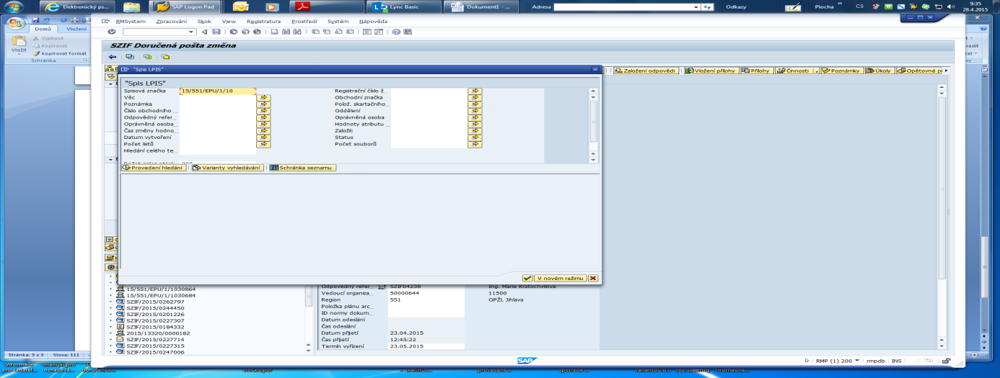 Elektronický ps...
SAP Logon Pad
Lync Basic
Dokument1 - ...
Adresa
Odkazy
Plocha
CS
9:35
28.4.2015
Domů Vložení
Vyjmout
Kopírovat
Kopírovat formát
Vložit
Schránka
RMSystem Zpracování Skok View Registratura Prostředí Systém Nápověda
SZIF Doručená pošta změna
Založení odpovědi Vložení přílohy Přílohy Činnosti Poznámky Úkoly Opětovné pi
"Spis LPIS"
"Spis LPIS"
Spisová značka 15/551/EPU/1/10 Registrační číslo ž...
Věc Obchodní značka
Poznámka Polož. skartačního...
Číslo obchodního ... Oddělení
Odpovědný refer... Oprávněná osoba
Oprávněná osoba... Hodnoty atributu ...
Čas změny hodno... Založil:
Datum vytvoření Status
Počet listů Počet souborů
Hledání celého te...
Provedení hledání Varianty vyhledávání Schránka seznamu
V novém režimu
15/551/EPU/1/1030864
15/551/EPU/1/1030684
SZIF/2015/0262797
SZIF/2015/0244450
SZIF/2015/0201226
SZIF/2015/0227307
SZIF/2015/0184332
2015/13320/0000182
SZIF/2015/0227714
SZIF/2015/0227315
SZIF/2015/0247006
Odpovědný refer... SZIF04238 Ing. Marie Kratochvílová
Vedoucí organiza... 50000644 11500
Region 551 OPŽL Jihlava
Položka plánu arc...
ID normy dokum...
Datum odeslání
Čas odeslání
Datum přijetí 23.04.2015
Čas přijetí 12:45:22
Termín vyřízení 23.05.2015
SAP
RMP (1) 200 rmpdb INS
Stránka: 3 z 3 Slova: 111